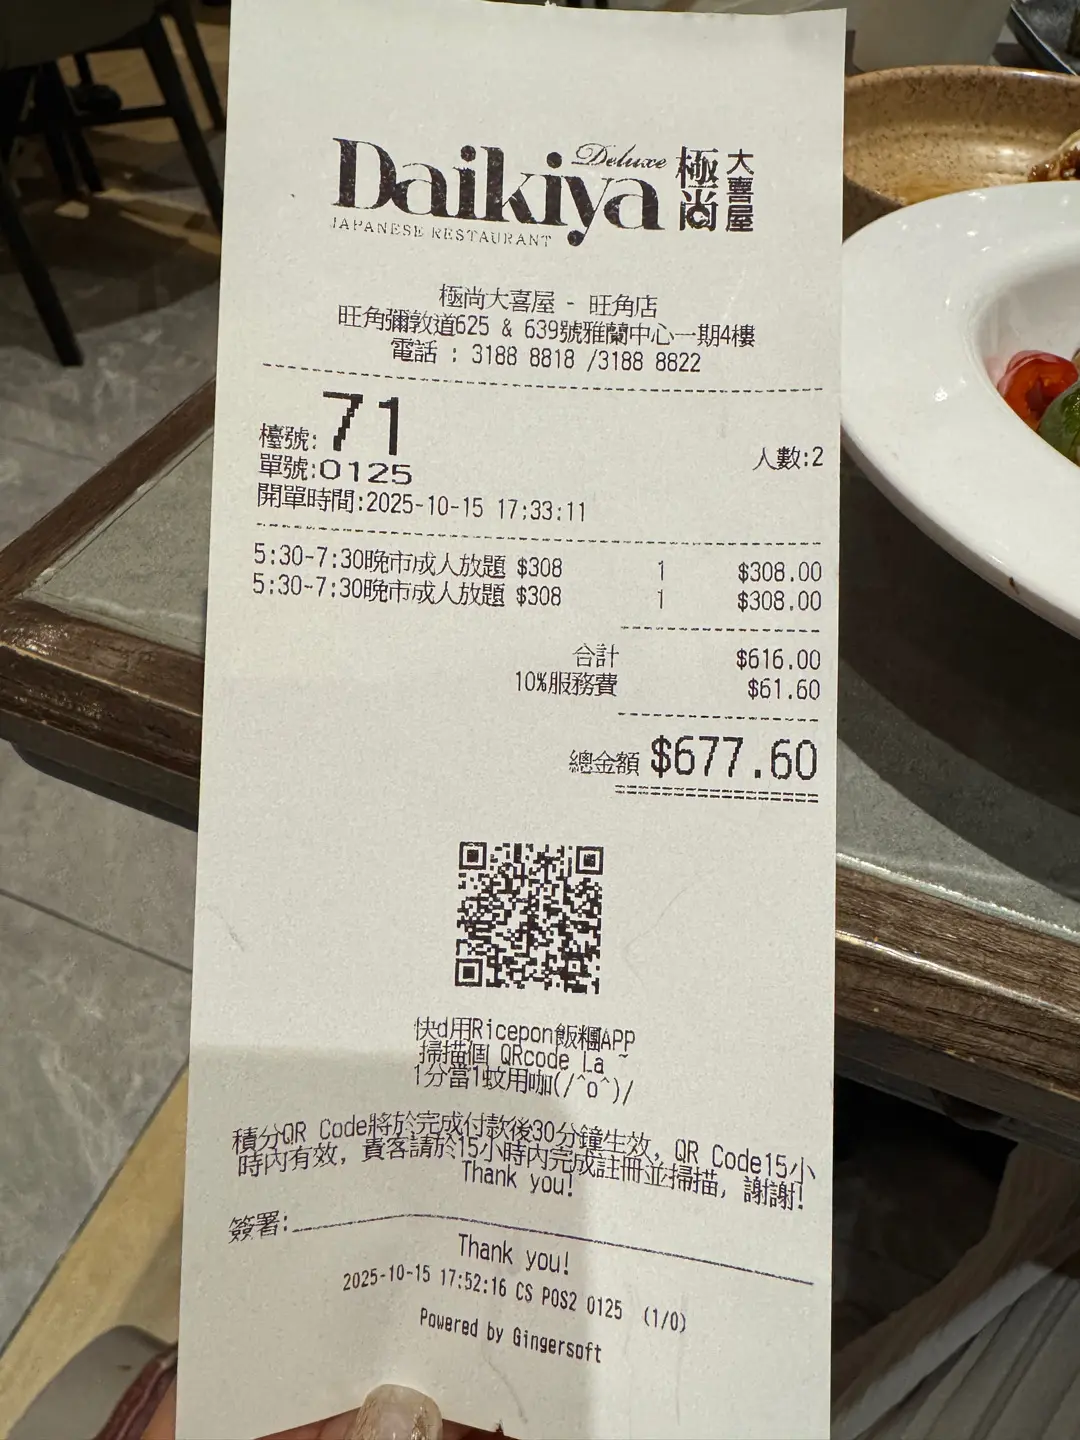 Daikiya Deluxe 極尚 大喜屋
JAPANESE RESTAURANT
極尚大喜屋 - 旺角店
旺角彌敦道625 & 639號雅蘭中心一期4樓
電話 : 3188 8818 /3188 8822
檯號:71
人數:2
單號:0125
開單時間:2025-10-15 17:33:11
5:30-7:30晚市成人放題 $308 1 $308.00
5:30-7:30晚市成人放題 $308 1 $308.00
合計 $616.00
10%服務費 $61.60
總金額 $677.60
快d用Ricepon飯糰APP
掃描個 QRcode La ~
1分當1蚊用咖(/^o^)/
積分QR Code將於完成付款後30分鐘生效, QR Code15小
時內有效, 貴客請於15小時內完成註冊並掃描, 謝謝!
Thank you!
簽署:
Thank you!
2025-10-15 17:52:16 CS POS2 0125 (1/0)
Powered by Gingersoft